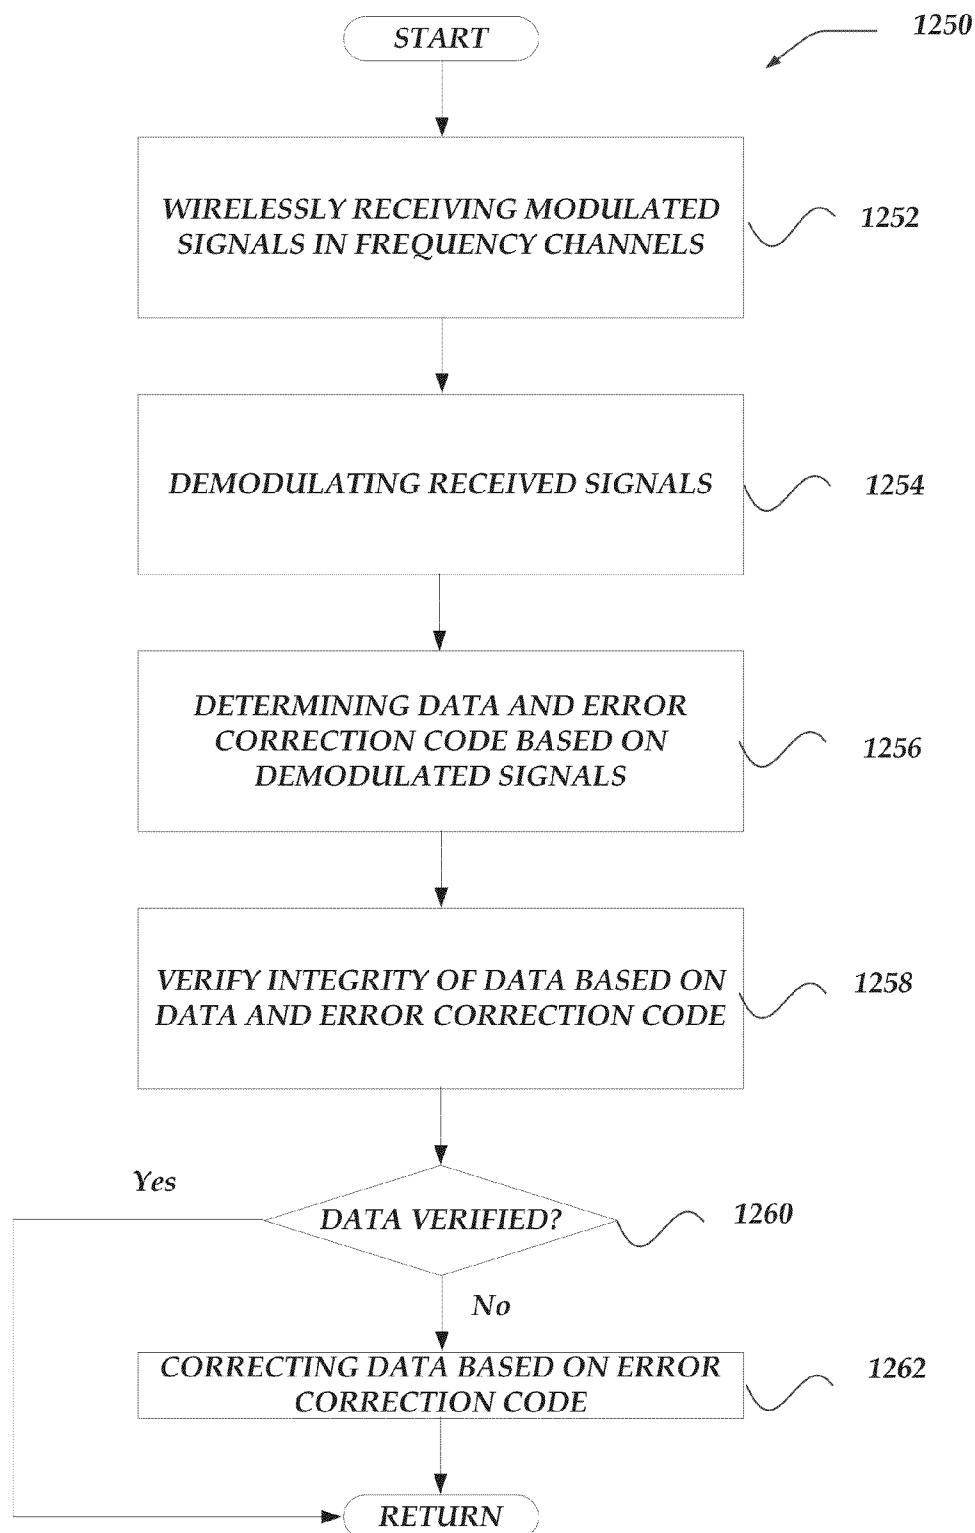 START
1250
WIRELESSLY RECEIVING MODULATED
SIGNALS IN FREQUENCY CHANNELS
1252
DEMODULATING RECEIVED SIGNALS
1254
DETERMINING DATA AND ERROR
CORRECTION CODE BASED ON
DEMODULATED SIGNALS
1256
VERIFY INTEGRITY OF DATA BASED ON
DATA AND ERROR CORRECTION CODE
1258
Yes
DATA VERIFIED?
1260
No
CORRECTING DATA BASED ON ERROR
CORRECTION CODE
1262
RETURN